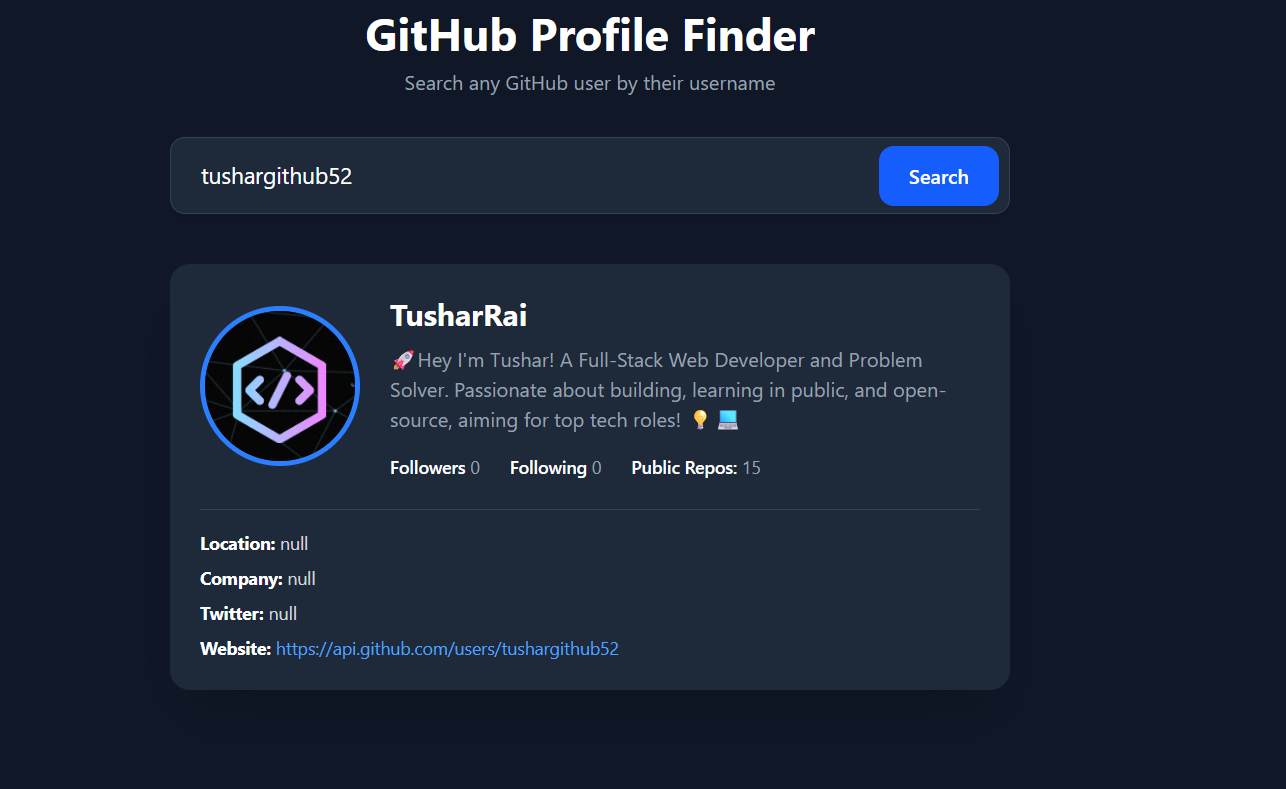 GitHub Profile Finder
Search any GitHub user by their username
tushargithub52
Search
TusharRai
🚀Hey I'm Tushar! A Full-Stack Web Developer and Problem
Solver. Passionate about building, learning in public, and open-
source, aiming for top tech roles! 💡 💻
Followers 0 Following 0 Public Repos: 15
Location: null
Company: null
Twitter: null
Website: https://api.github.com/users/tushargithub52